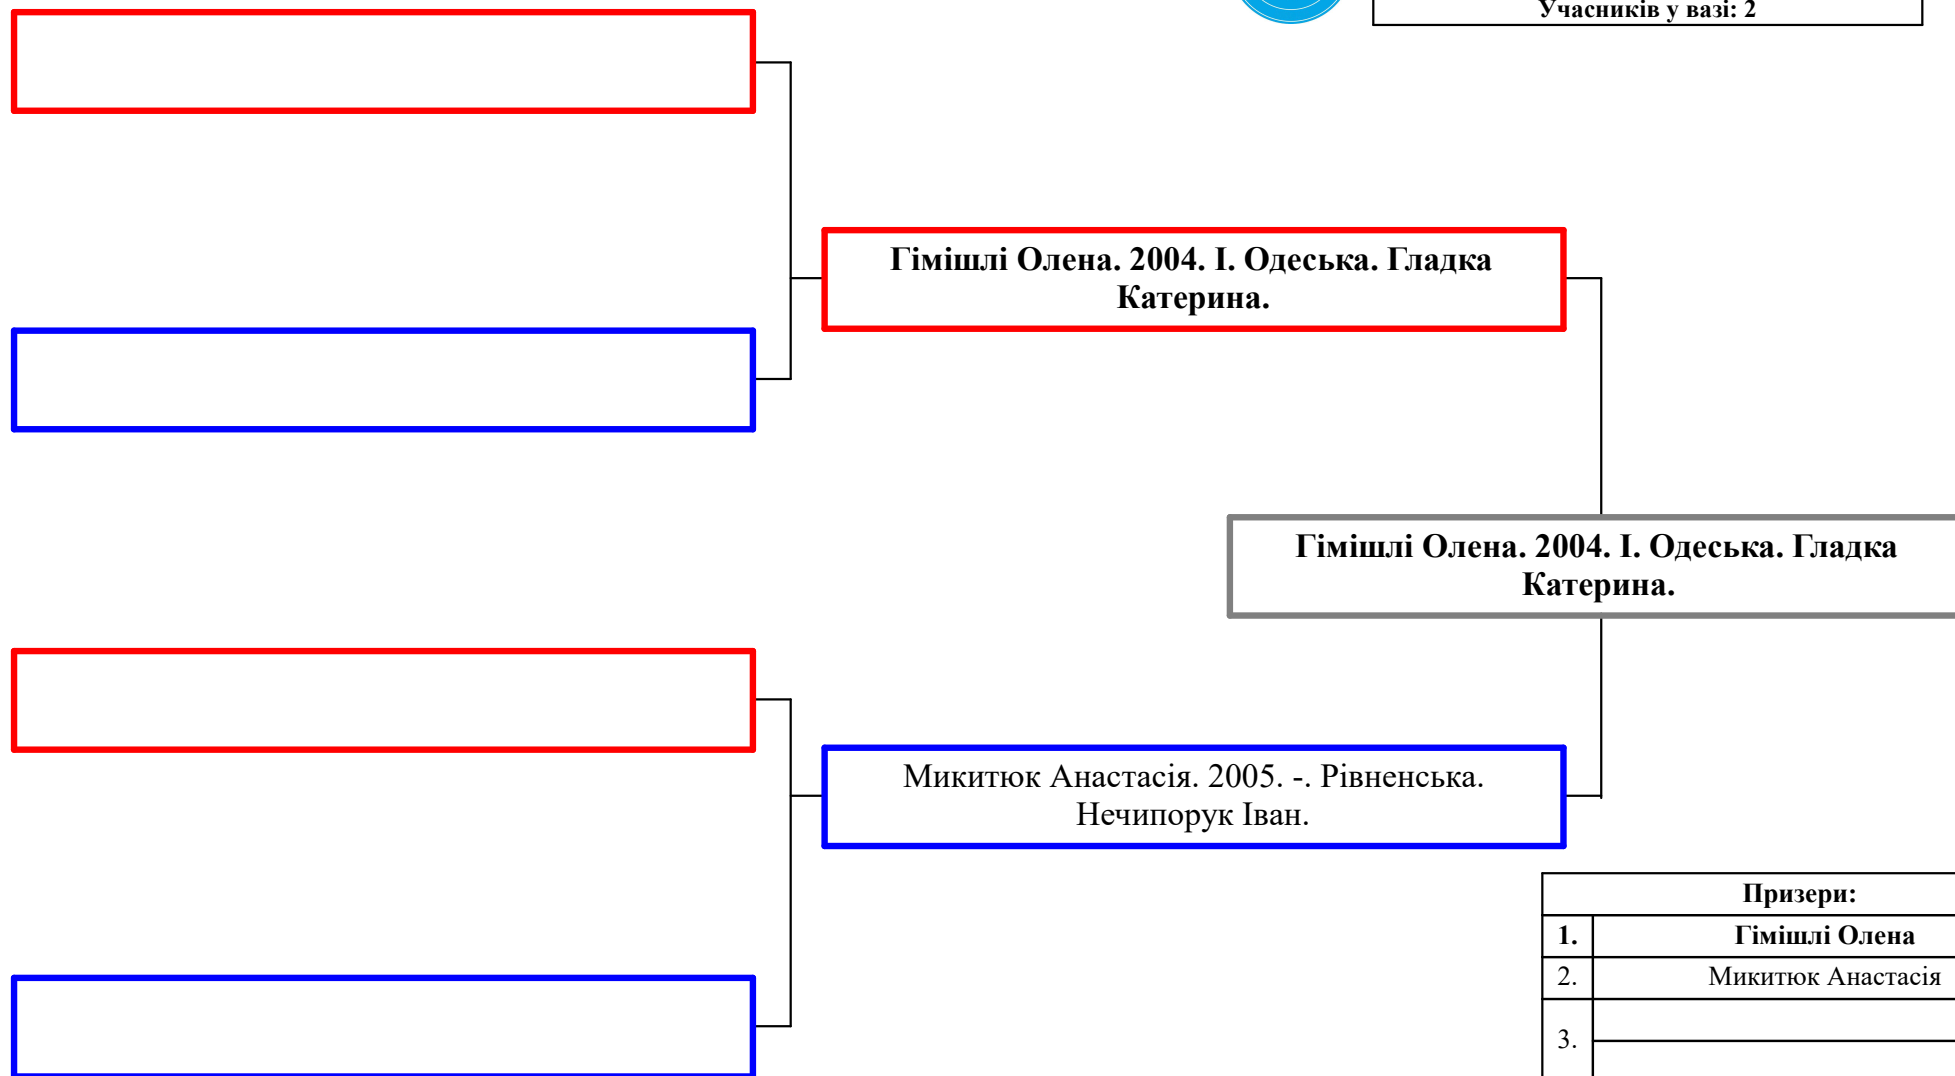 Учасників у вазі: 2
Гімішлі Олена. 2004. I. Одеська. Гладка
Катерина.
Гімішлі Олена. 2004. I. Одеська. Гладка
Катерина.
Микитюк Анастасія. 2005. -. Рівненська.
Нечипорук Іван.
Призери:
1. Гімішлі Олена
2. Микитюк Анастасія
3.